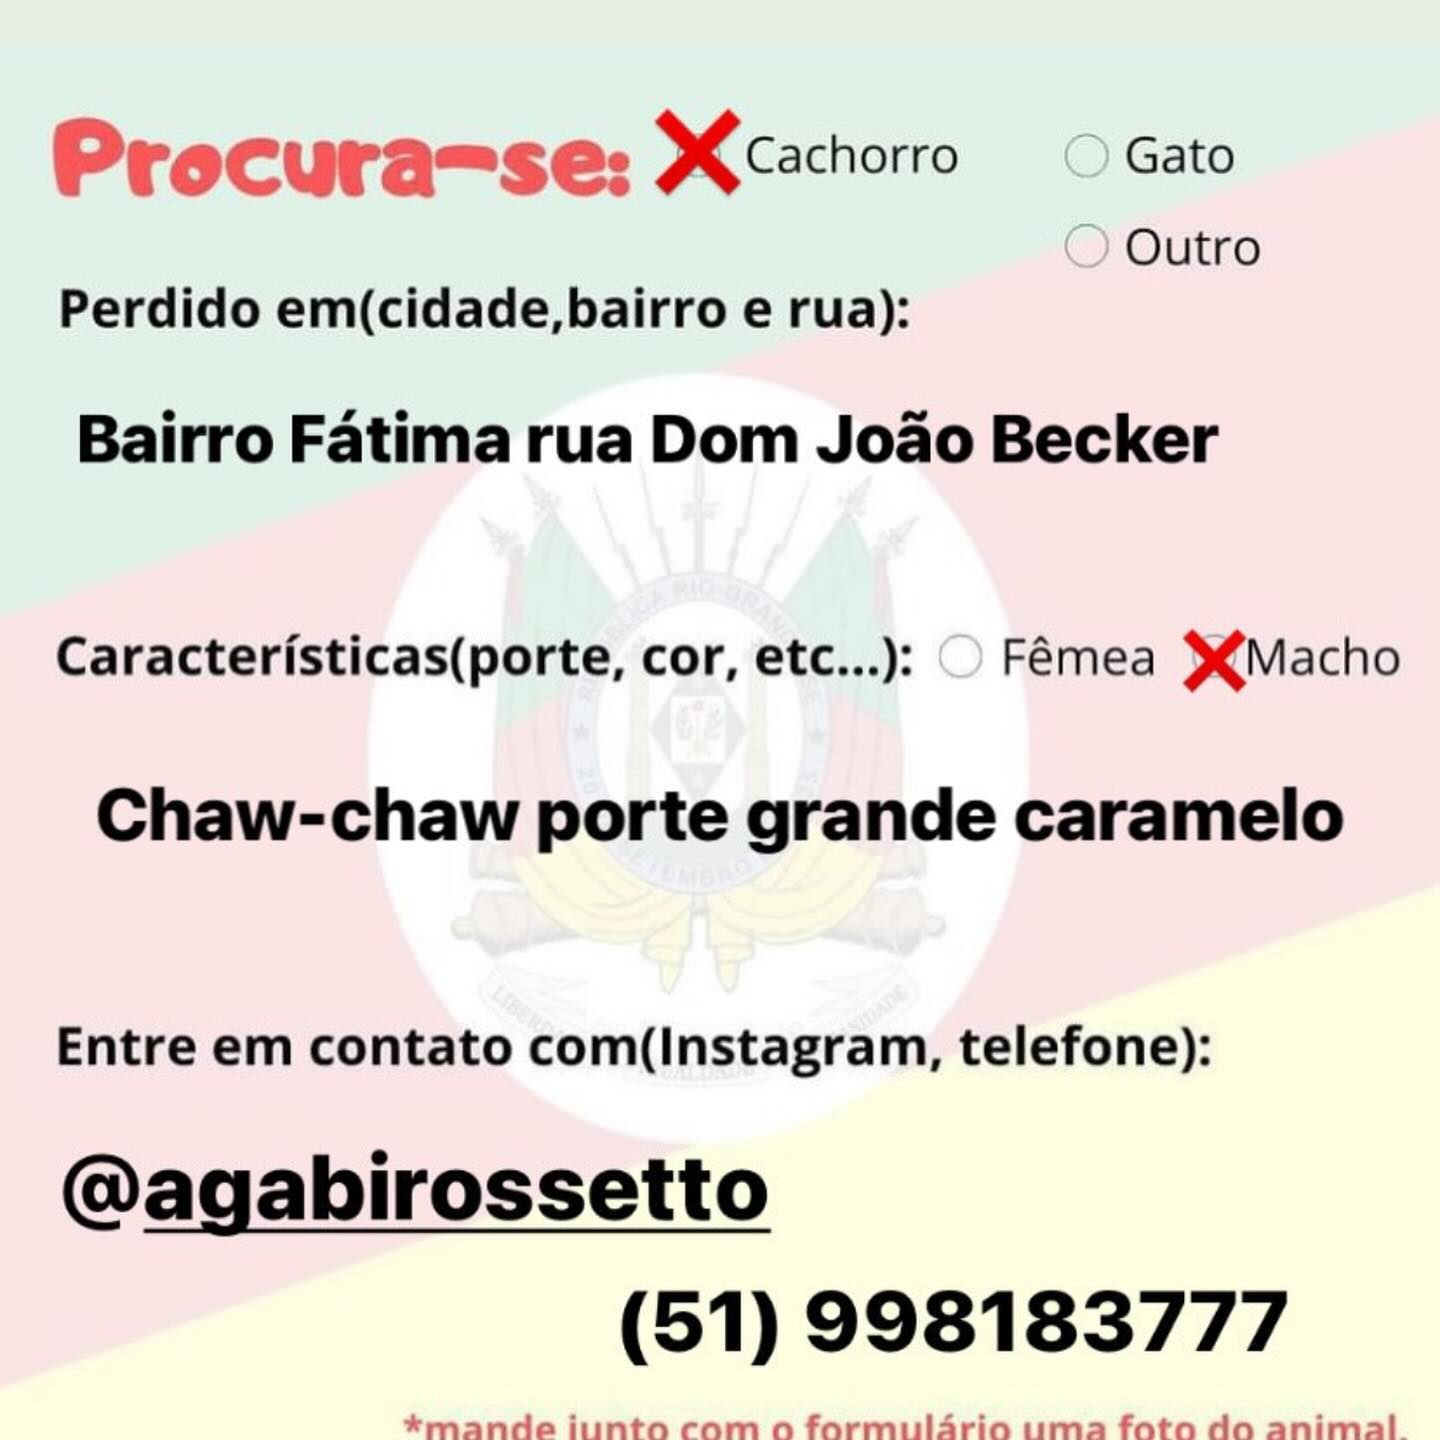 Procura-se: Cachorro Gato
Outro
Perdido em(cidade,bairro e rua):
Bairro Fátima rua Dom João Becker
Características(porte, cor, etc...): Fêmea Macho
Chaw-chaw porte grande caramelo
Entre em contato com(Instagram, telefone):
@agabirossetto
(51) 998183777
*mande junto com o formulário uma foto do animal.